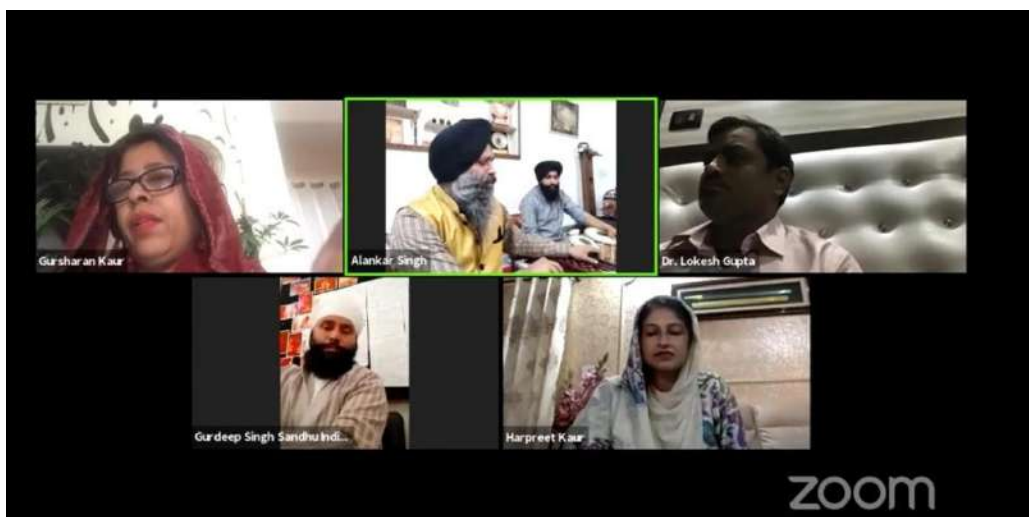 Gursharan Kaur
Alankar Singh
Dr. Lokesh Gupta
Gurdeep Singh Sandhu Indi...
Harpreet Kaur
zoom